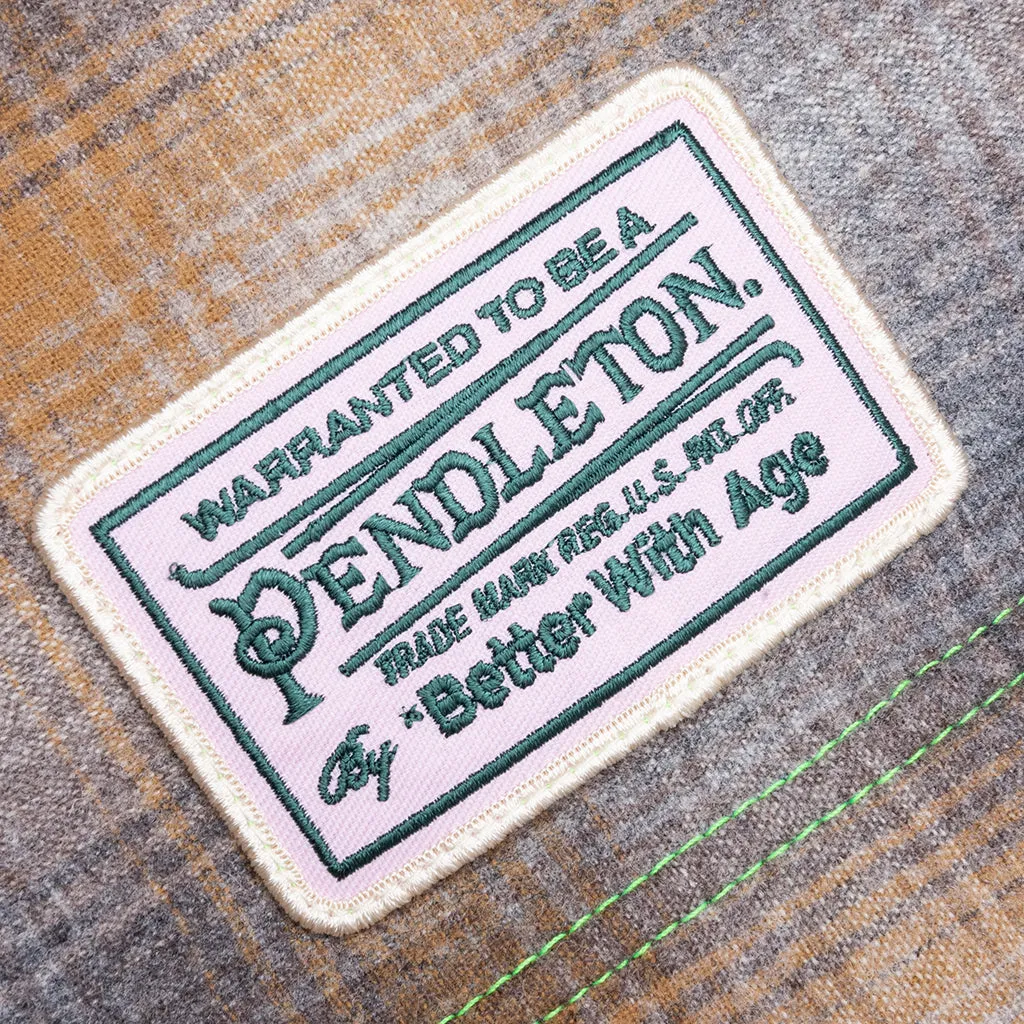 WARRANTED TO BE A
PENDLETON.
TRADE MARK REG. U.S. PAT. OFF.
By "Better With Age